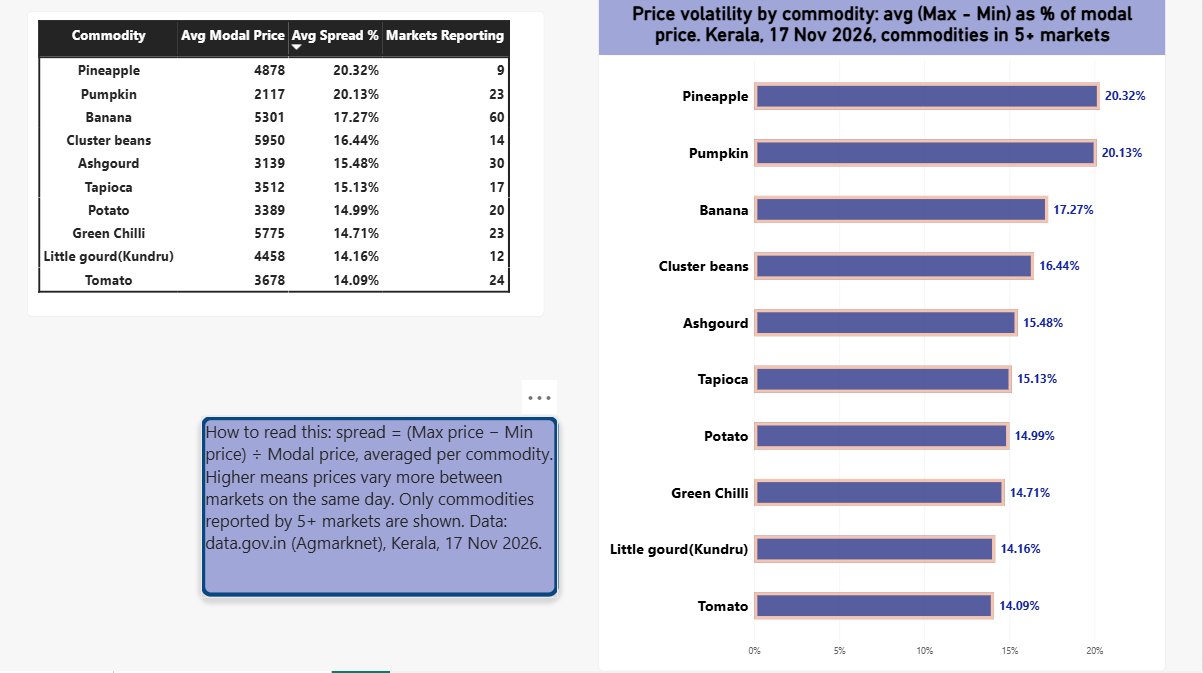 Commodity Avg Modal Price Avg Spread % Markets Reporting
Pineapple 4878 20.32% 9
Pumpkin 2117 20.13% 23
Banana 5301 17.27% 60
Cluster beans 5950 16.44% 14
Ashgourd 3139 15.48% 30
Tapioca 3512 15.13% 17
Potato 3389 14.99% 20
Green Chilli 5775 14.71% 23
Little gourd(Kundru) 4458 14.16% 12
Tomato 3678 14.09% 24
How to read this: spread = (Max price − Min
price) ÷ Modal price, averaged per commodity.
Higher means prices vary more between
markets on the same day. Only commodities
reported by 5+ markets are shown. Data:
data.gov.in (Agmarknet), Kerala, 17 Nov 2026.
Price volatility by commodity: avg (Max - Min) as % of modal
price. Kerala, 17 Nov 2026, commodities in 5+ markets
Pineapple 20.32%
Pumpkin 20.13%
Banana 17.27%
Cluster beans 16.44%
Ashgourd 15.48%
Tapioca 15.13%
Potato 14.99%
Green Chilli 14.71%
Little gourd(Kundru) 14.16%
Tomato 14.09%
0% 5% 10% 15% 20%